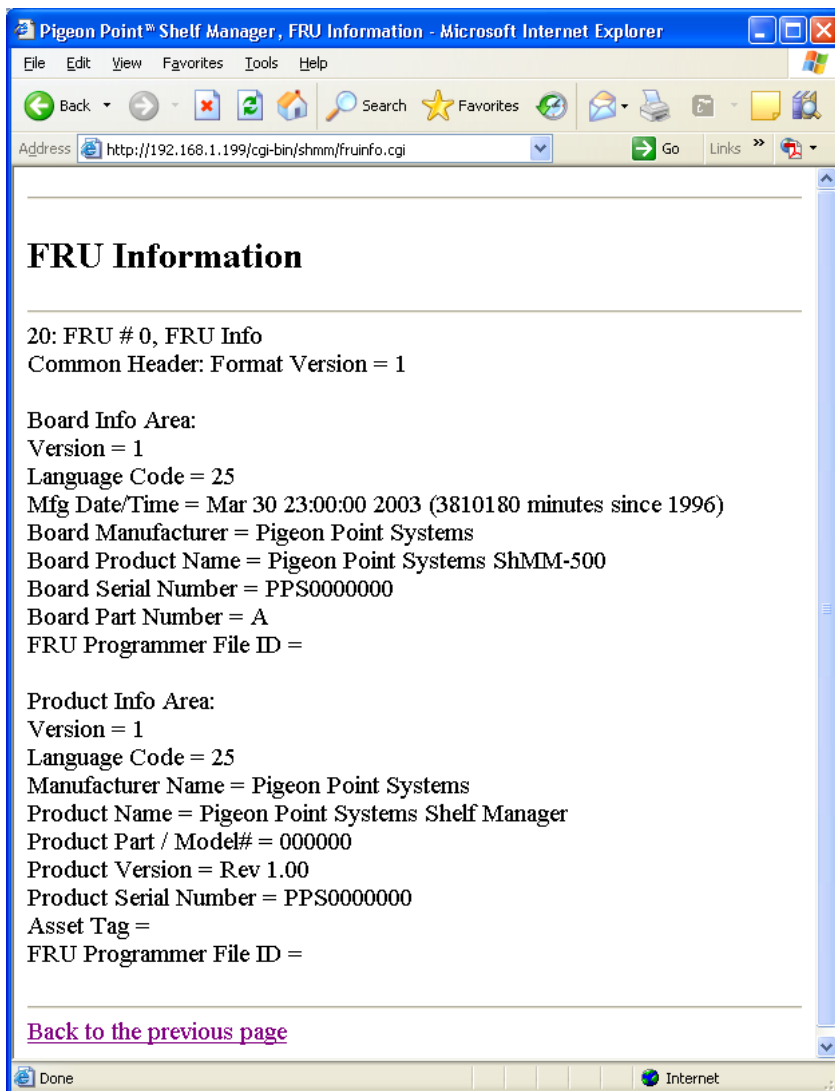 Pigeon Point™ Shelf Manager, FRU Information - Microsoft Internet Explorer
File Edit View Favorites Tools Help
Back Search Favorites
Address http://192.168.1.199/cgi-bin/shmm/fruinfo.cgi Go Links »
FRU Information
20: FRU # 0, FRU Info
Common Header: Format Version = 1
Board Info Area:
Version = 1
Language Code = 25
Mfg Date/Time = Mar 30 23:00:00 2003 (3810180 minutes since 1996)
Board Manufacturer = Pigeon Point Systems
Board Product Name = Pigeon Point Systems ShMM-500
Board Serial Number = PPS0000000
Board Part Number = A
FRU Programmer File ID =
Product Info Area:
Version = 1
Language Code = 25
Manufacturer Name = Pigeon Point Systems
Product Name = Pigeon Point Systems Shelf Manager
Product Part / Model# = 000000
Product Version = Rev 1.00
Product Serial Number = PPS0000000
Asset Tag =
FRU Programmer File ID =
Back to the previous page
Done Internet